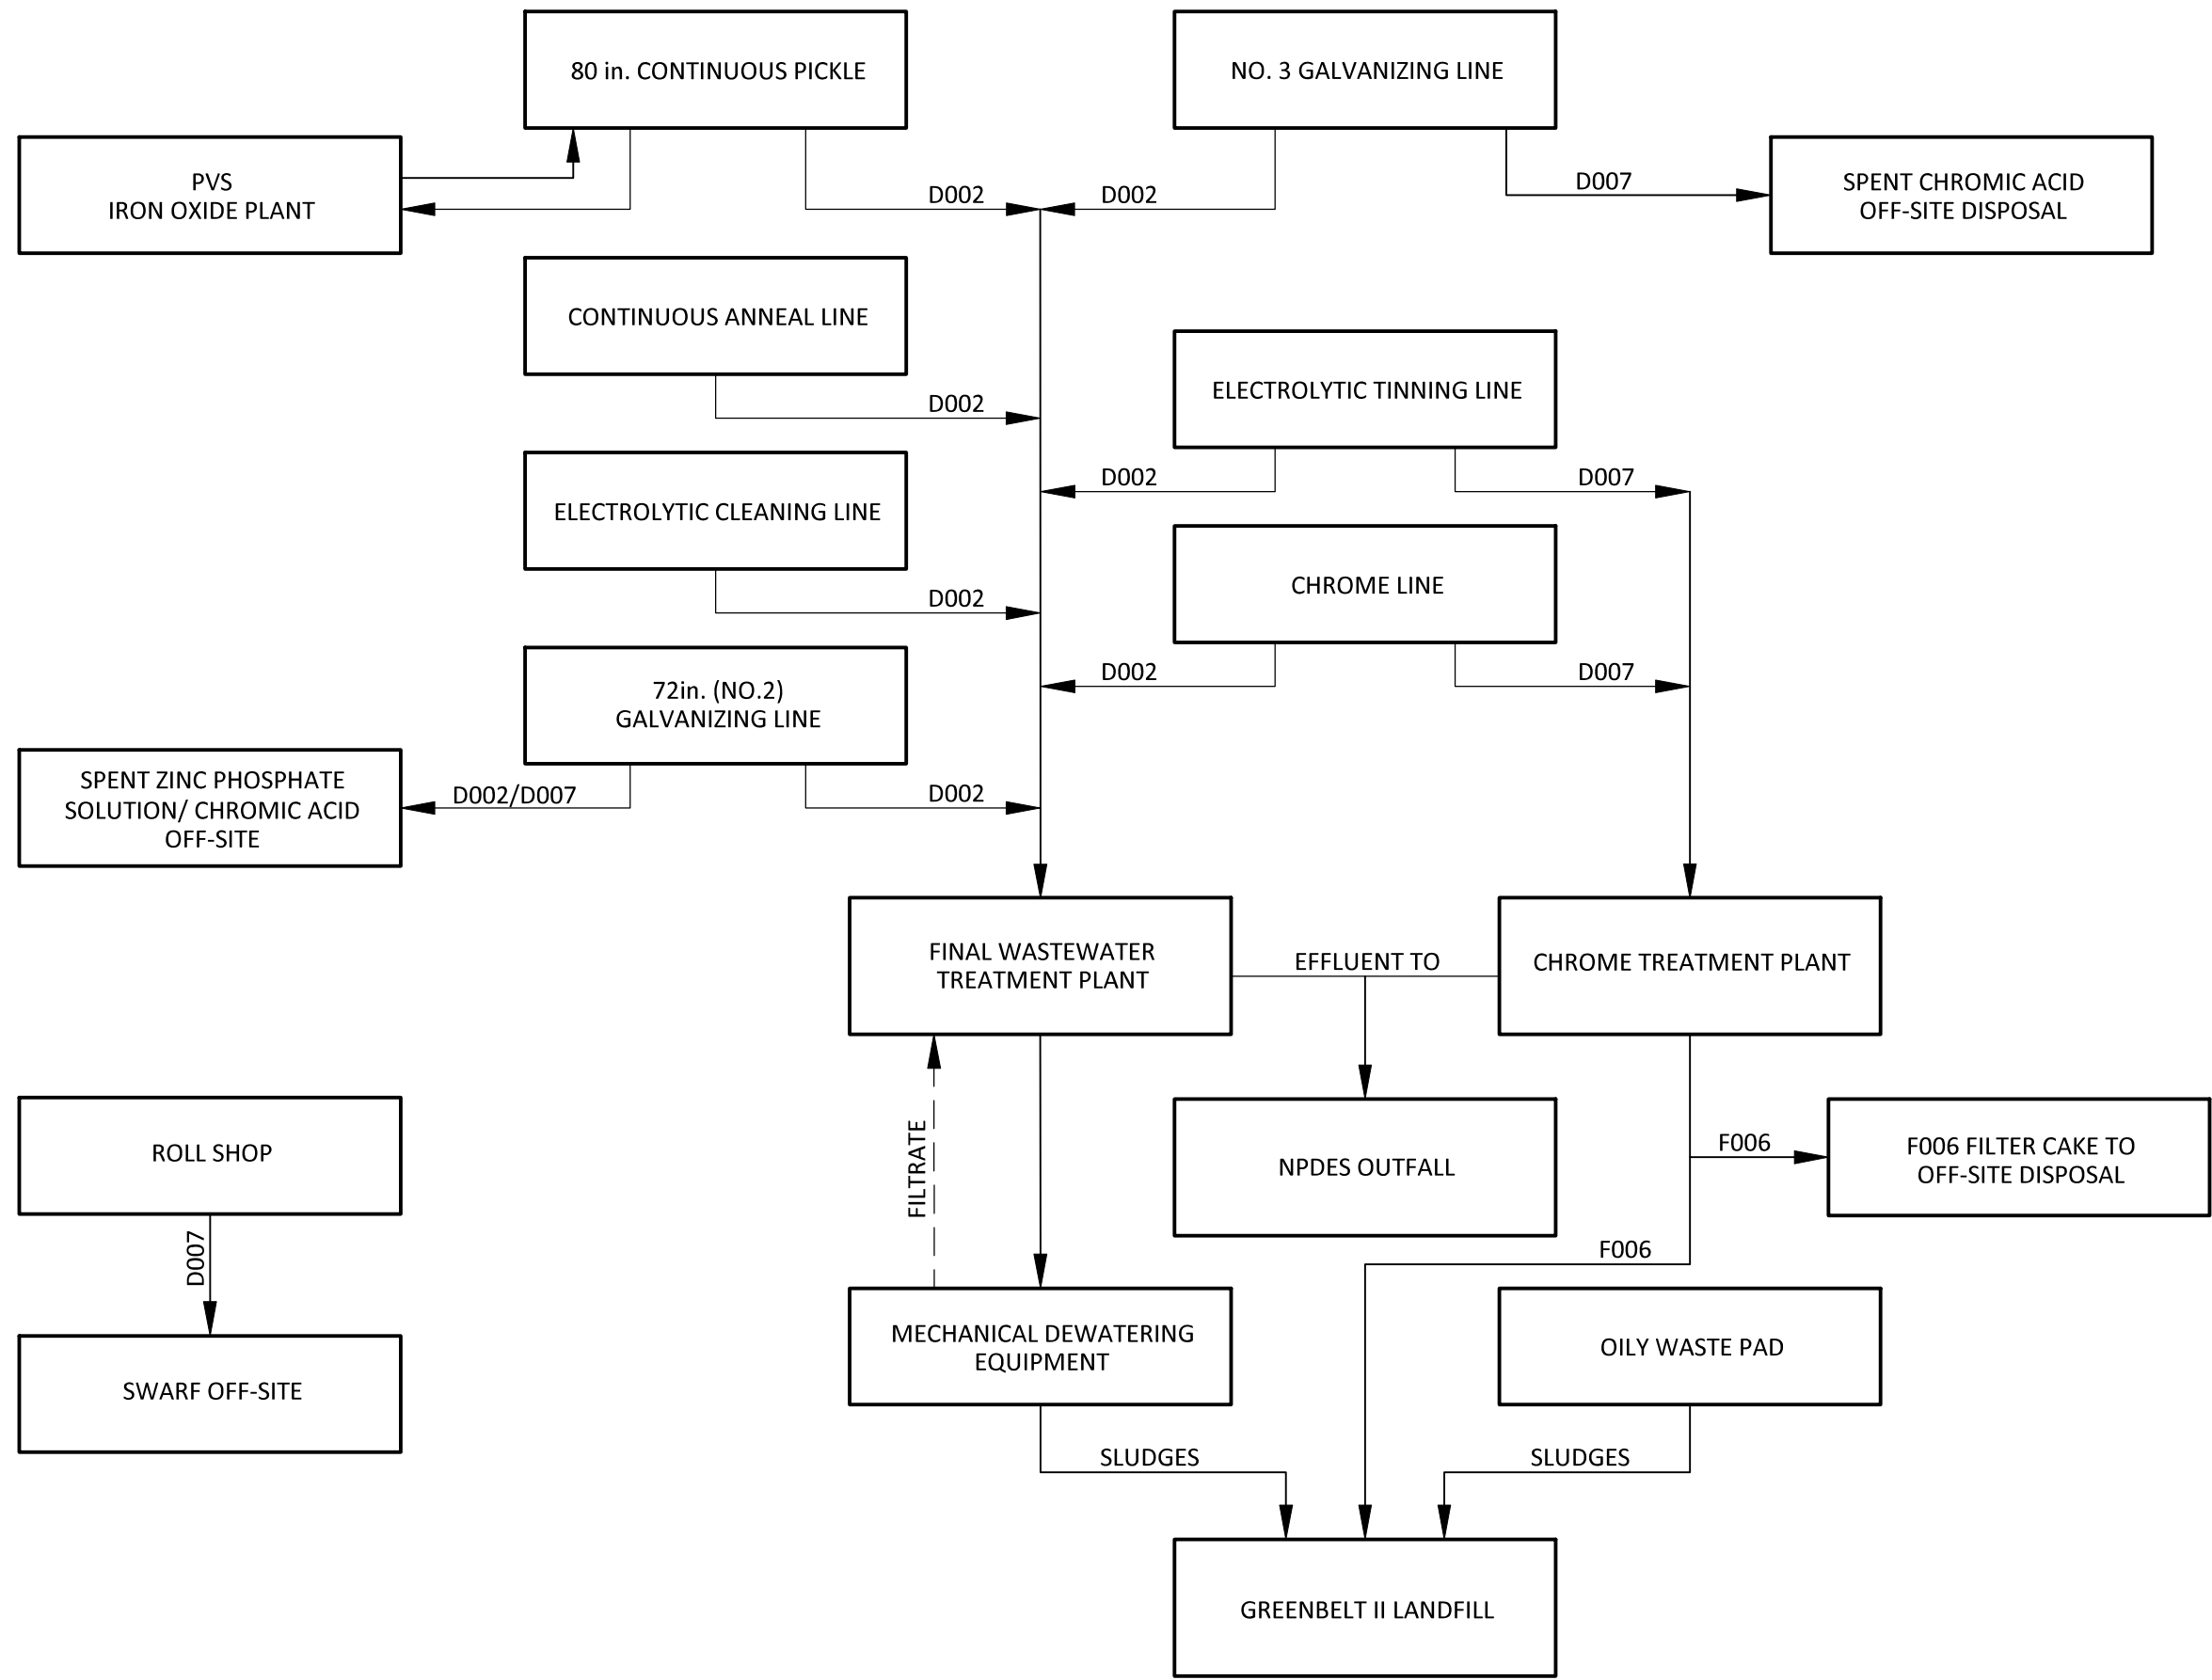 80 in. CONTINUOUS PICKLE
NO. 3 GALVANIZING LINE
PVS
IRON OXIDE PLANT
D002
D002
D007
SPENT CHROMIC ACID
OFF-SITE DISPOSAL
CONTINUOUS ANNEAL LINE
D002
ELECTROLYTIC TINNING LINE
D002
D007
ELECTROLYTIC CLEANING LINE
D002
CHROME LINE
D002
D007
72in. (NO.2)
GALVANIZING LINE
SPENT ZINC PHOSPHATE
SOLUTION/ CHROMIC ACID
OFF-SITE
D002/D007
D002
FINAL WASTEWATER
TREATMENT PLANT
EFFLUENT TO
CHROME TREATMENT PLANT
ROLL SHOP
FILTRATE
NPDES OUTFALL
F006
F006 FILTER CAKE TO
OFF-SITE DISPOSAL
D007
F006
SWARF OFF-SITE
MECHANICAL DEWATERING
EQUIPMENT
OILY WASTE PAD
SLUDGES
SLUDGES
GREENBELT II LANDFILL